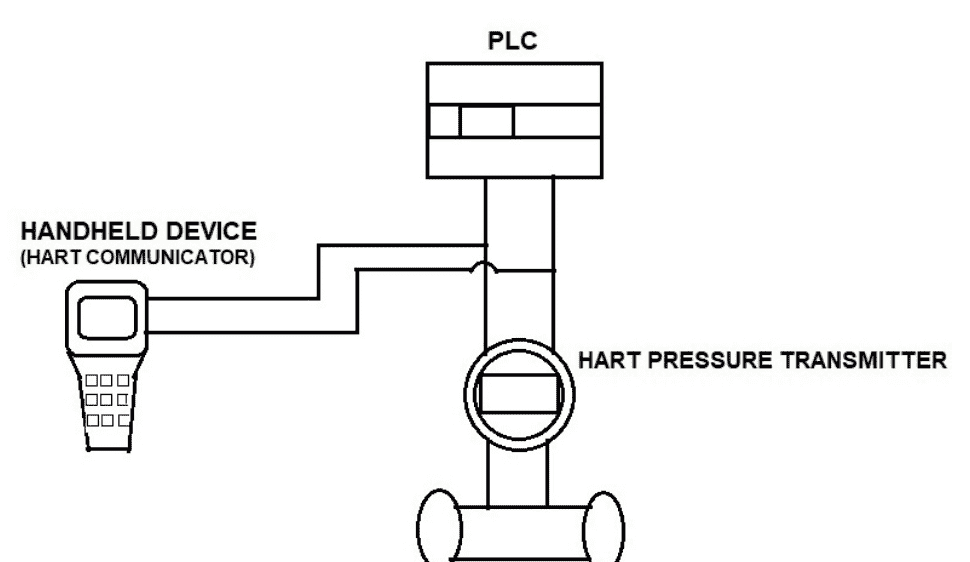 PLC
HANDHELD DEVICE
(HART COMMUNICATOR)
HART PRESSURE TRANSMITTER